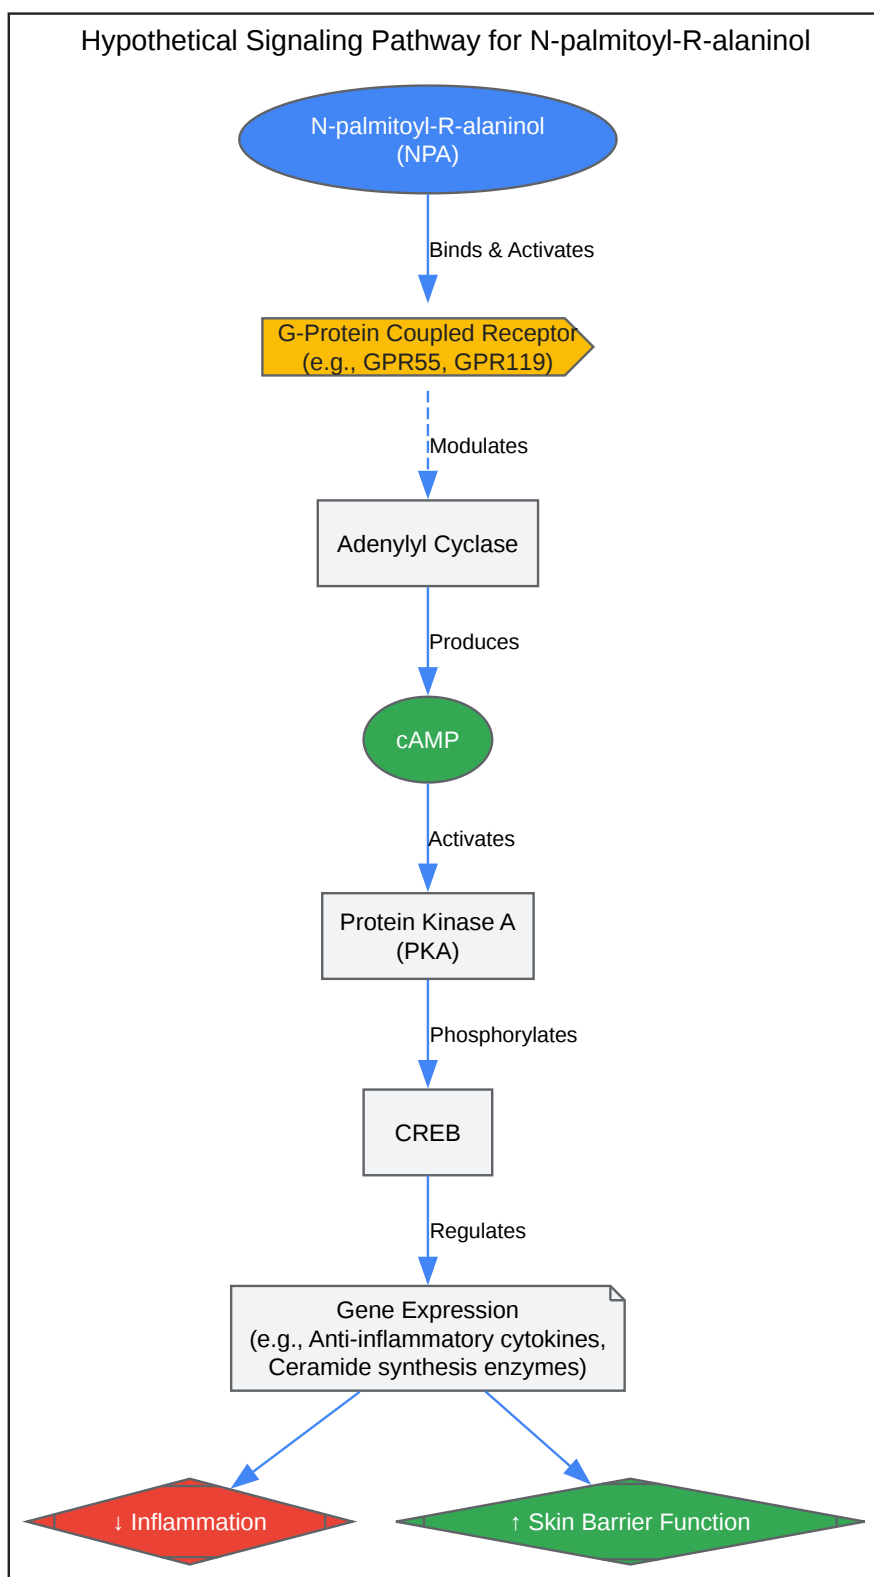 Hypothetical Signaling Pathway for N-palmitoyl-R-alaninol
N-palmitoyl-R-alaninol
(NPA)
Binds & Activates
G-Protein Coupled Receptor
(e.g., GPR55, GPR119)
Modulates
Adenylyl Cyclase
Produces
cAMP
Activates
Protein Kinase A
(PKA)
Phosphorylates
CREB
Regulates
Gene Expression
(e.g., Anti-inflammatory cytokines,
Ceramide synthesis enzymes)
↓ Inflammation
↑ Skin Barrier Function